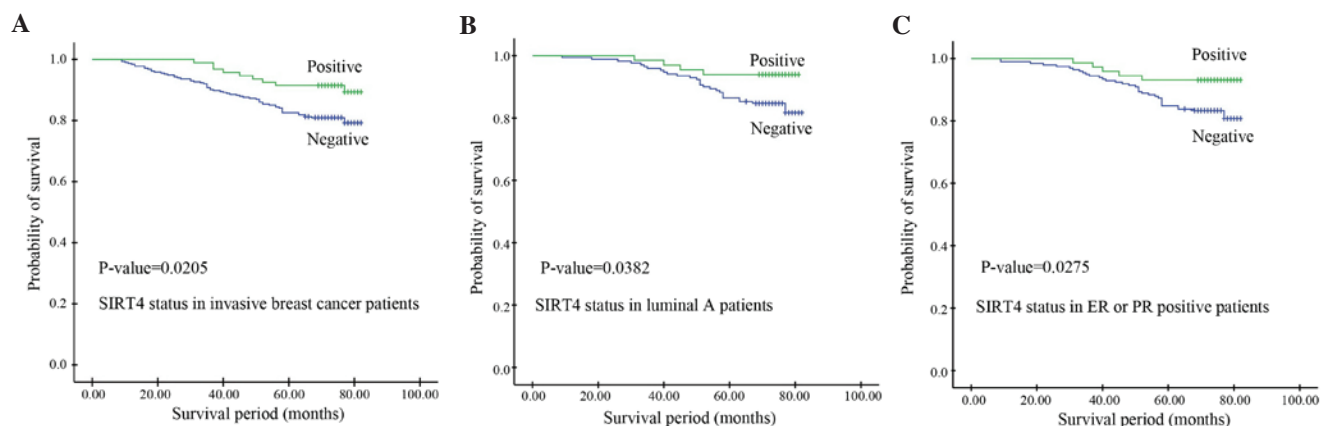 A
Probability of survival
1.0
0.8
0.6
0.4
0.2
0.0
Positive
Negative
P-value=0.0205
SIRT4 status in invasive breast cancer patients
0.00 20.00 40.00 60.00 80.00 100.00
Survival period (months)
B
Probability of survival
1.0
0.8
0.6
0.4
0.2
0.0
Positive
Negative
P-value=0.0382
SIRT4 status in luminal A patients
0.00 20.00 40.00 60.00 80.00 100.00
Survival period (months)
C
Probability of survival
1.0
0.8
0.6
0.4
0.2
0.0
Positive
Negative
P-value=0.0275
SIRT4 status in ER or PR positive patients
0.00 20.00 40.00 60.00 80.00 100.00
Survival period (months)